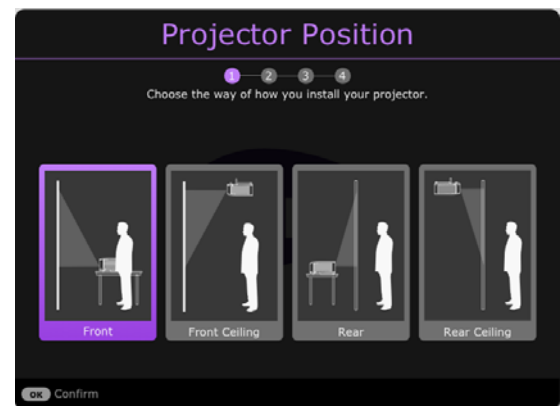 Projector Position
1 2 3 4
Choose the way of how you install your projector.
Front Front Ceiling Rear Rear Ceiling
OK Confirm